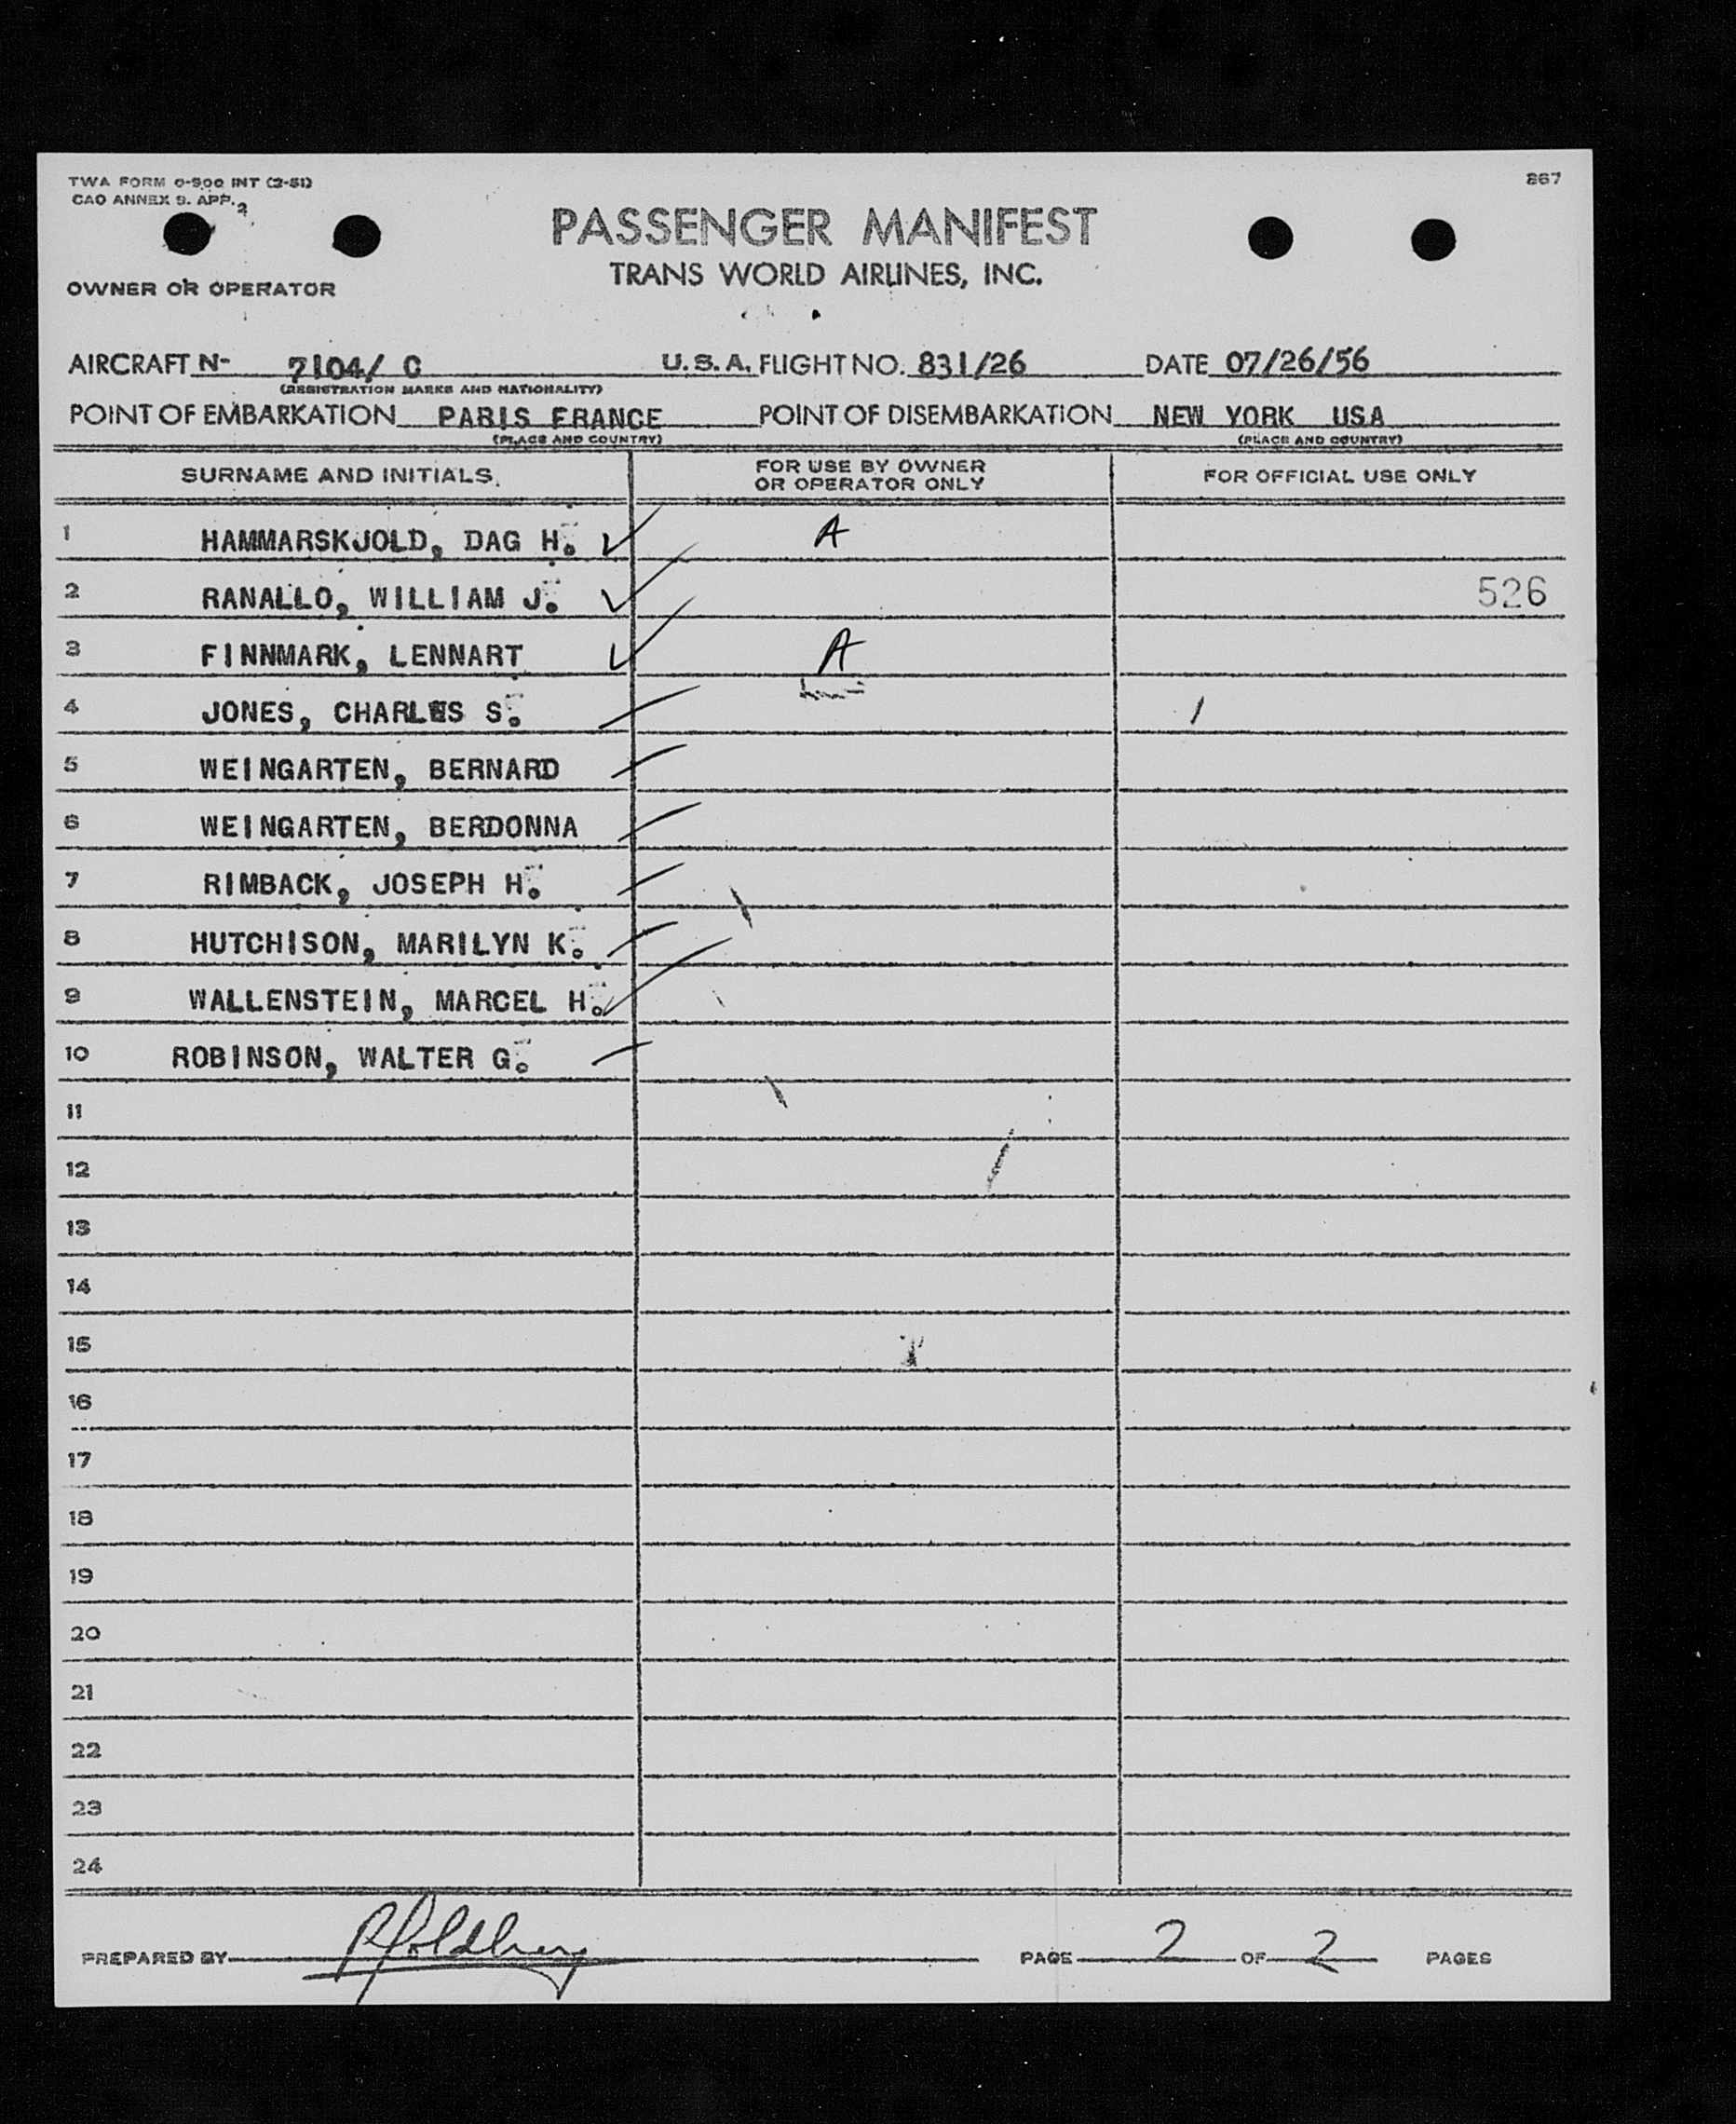 TWA FORM 0-900 INT (2-51)
CAO ANNEX 9. APP. 2
867
PASSENGER MANIFEST
TRANS WORLD AIRLINES, INC.
OWNER OR OPERATOR
AIRCRAFT N- 7104/ C U.S.A. FLIGHT NO. 831/26 DATE 07/26/56
(REGISTRATION MARKS AND NATIONALITY)
POINT OF EMBARKATION PARIS FRANCE POINT OF DISEMBARKATION NEW YORK USA
(PLACE AND COUNTRY) (PLACE AND COUNTRY)
SURNAME AND INITIALS. FOR USE BY OWNER OR OPERATOR ONLY FOR OFFICIAL USE ONLY
1 HAMMARSKJOLD, DAG H. ✓ A
2 RANALLO, WILLIAM J. ✓ 526
3 FINNMARK, LENNART ✓ A
4 JONES, CHARLES S.
5 WEINGARTEN, BERNARD
6 WEINGARTEN, BERDONNA
7 RIMBACK, JOSEPH H.
8 HUTCHISON, MARILYN K.
9 WALLENSTEIN, MARCEL H. ✓
10 ROBINSON, WALTER G.
11
12
13
14
15
16
17
18
19
20
21
22
23
24
PREPARED BY PGoldberg PAGE 2 OF 2 PAGES